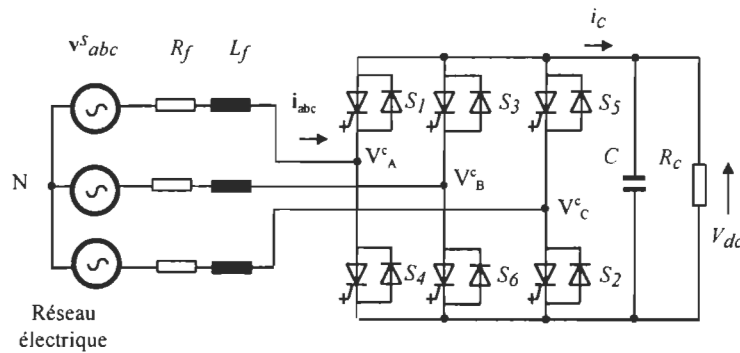 v^s_abc
R_f
L_f
i_c
i_abc
S_1
S_3
S_5
V^c_A
V^c_B
V^c_C
C
R_c
V_dc
N
S_4
S_6
S_2
Réseau
électrique